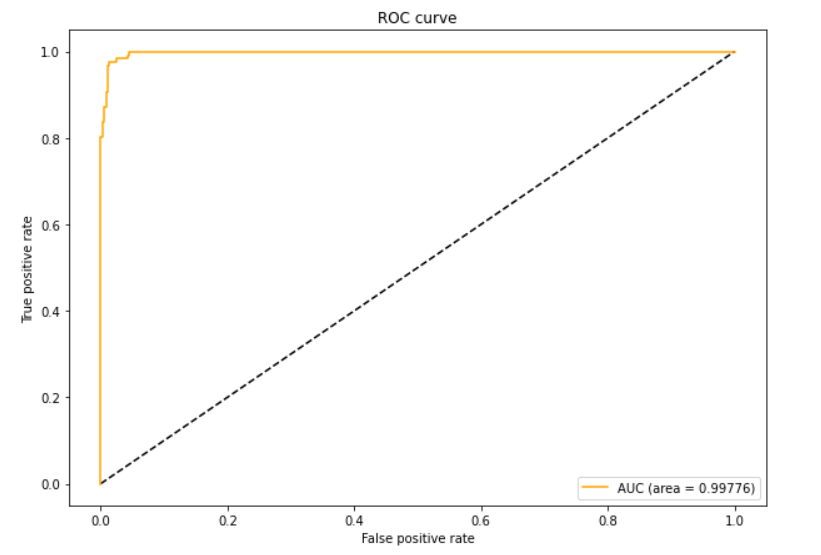 ROC curve
1.0
0.8
0.6
0.4
0.2
0.0
True positive rate
AUC (area = 0.99776)
0.0 0.2 0.4 0.6 0.8 1.0
False positive rate